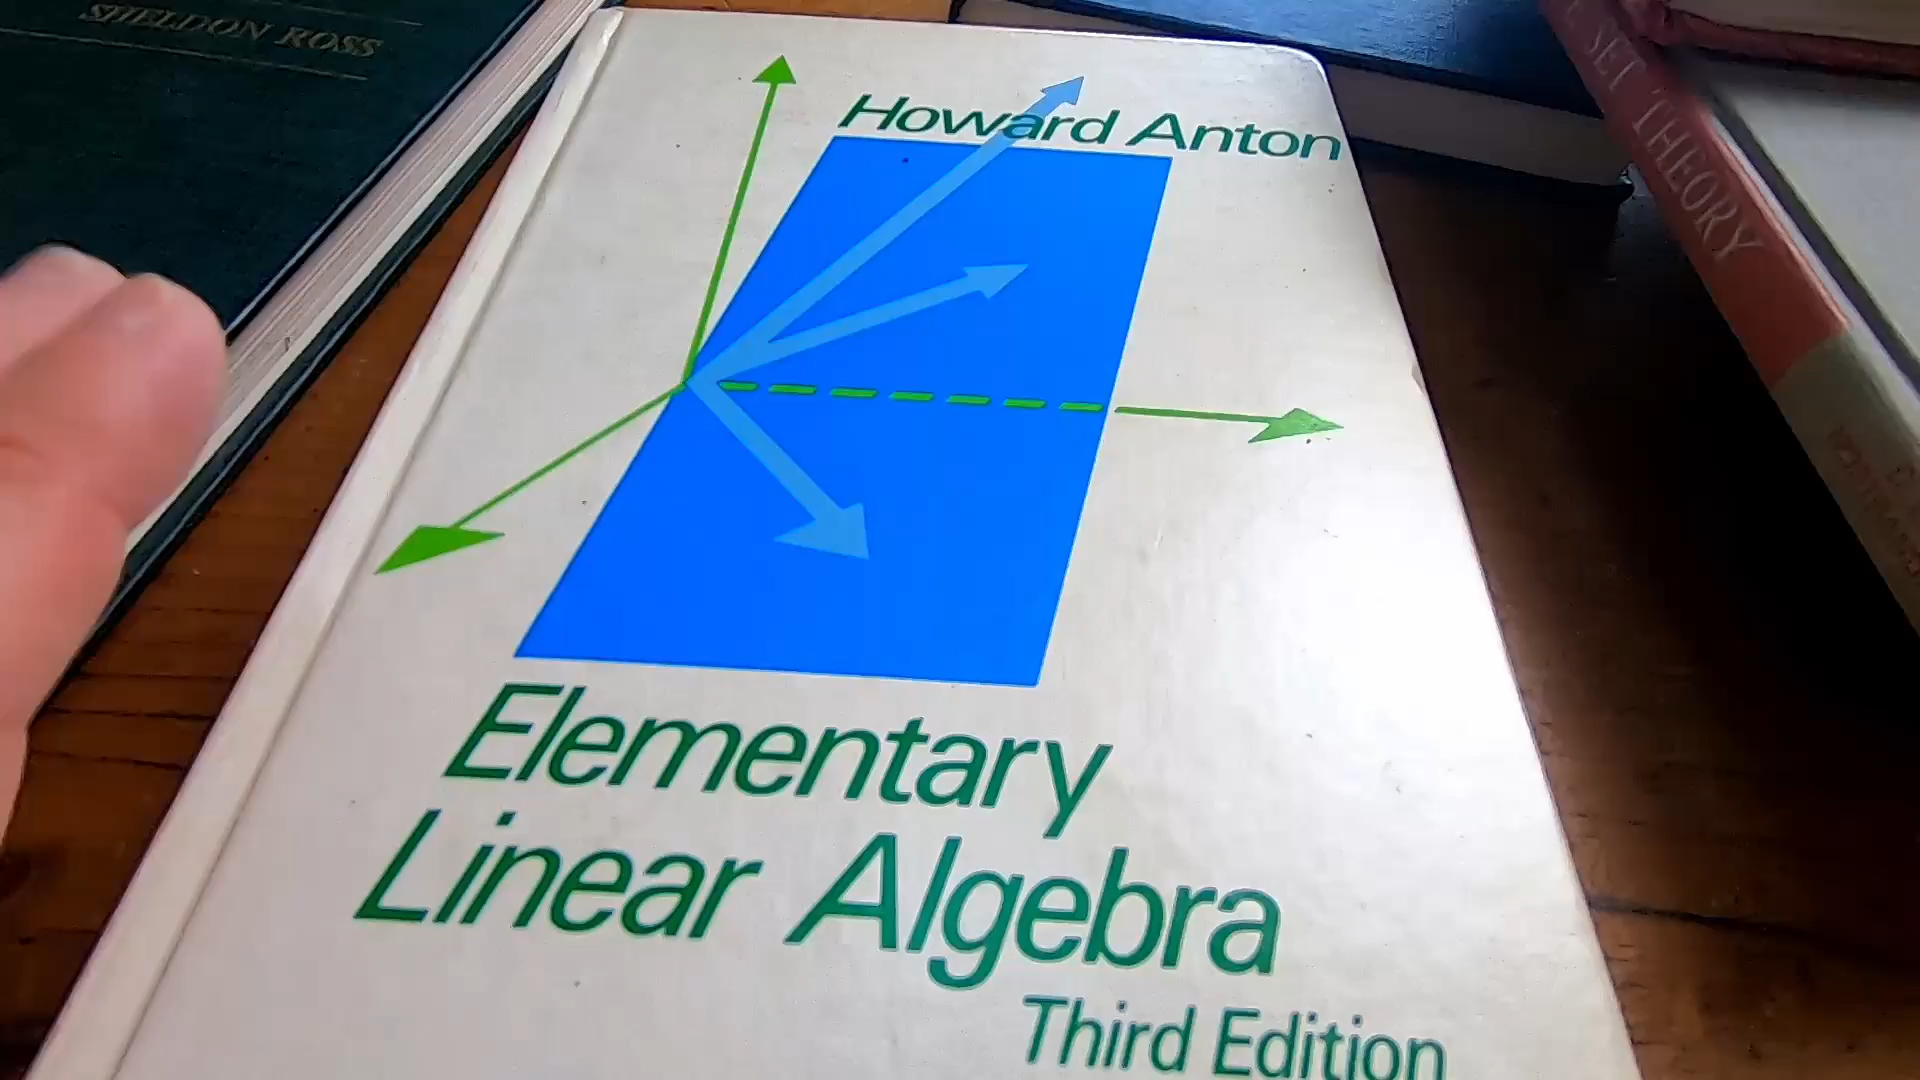 SHELDON ROSS
Howard Anton
SET THEORY
Elementary
Linear Algebra
Third Edition